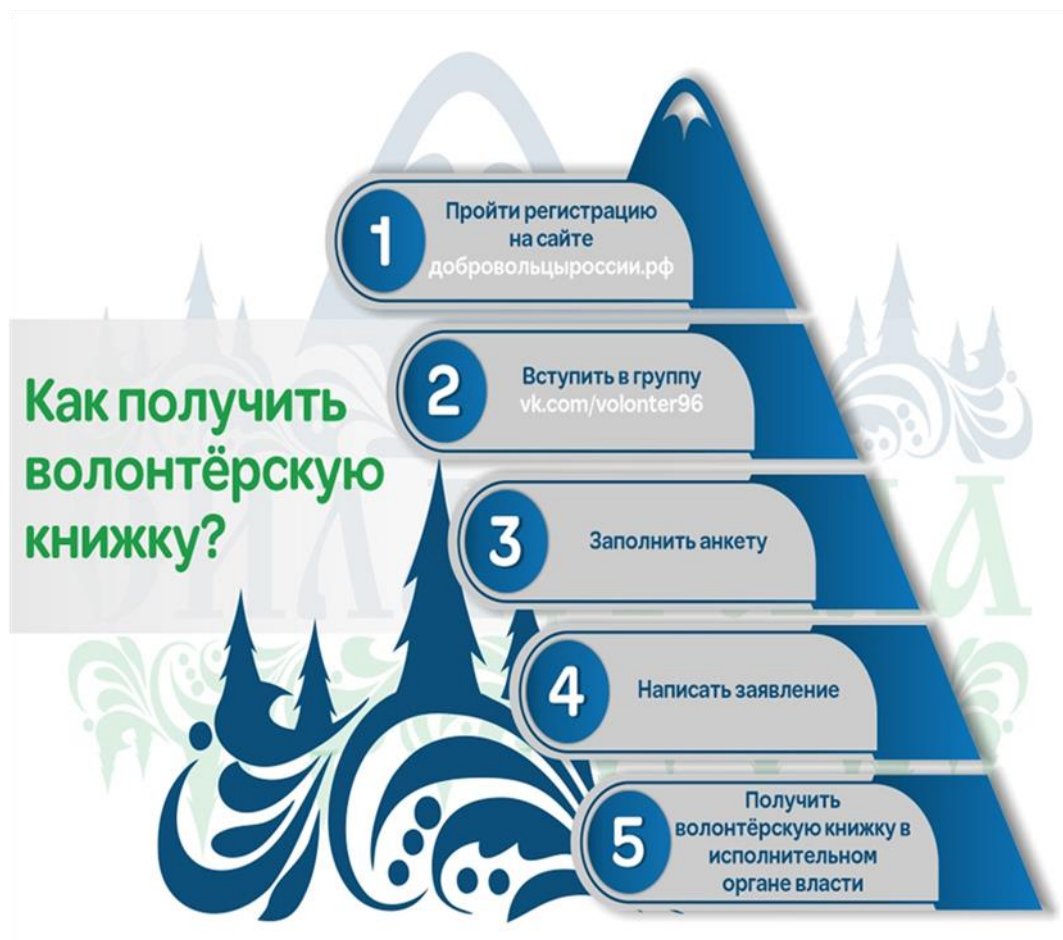 Как получить
волонтёрскую
книжку?
1
Пройти регистрацию
на сайте
добровольцыроссии.рф
2
Вступить в группу
vk.com/volonter96
3
Заполнить анкету
4
Написать заявление
5
Получить
волонтёрскую книжку в
исполнительном
органе власти